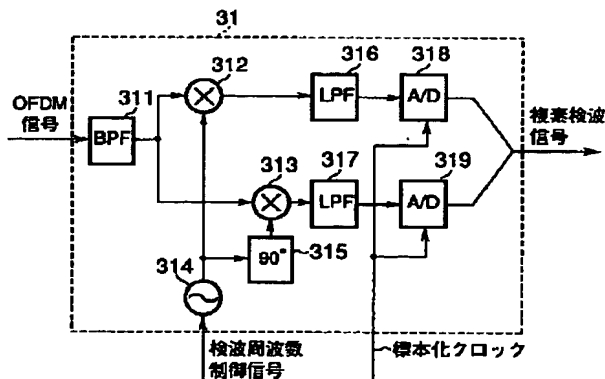 31
312
316
318
OFDM
信号
311
BPF
LPF
A/D
複素検波
信号
313
317
319
LPF
A/D
314
90°
315
検波周波数
制御信号
標本化クロック